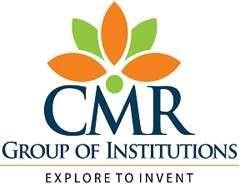 CMR
GROUP OF INSTITUTIONS
EXPLORE TO INVENT